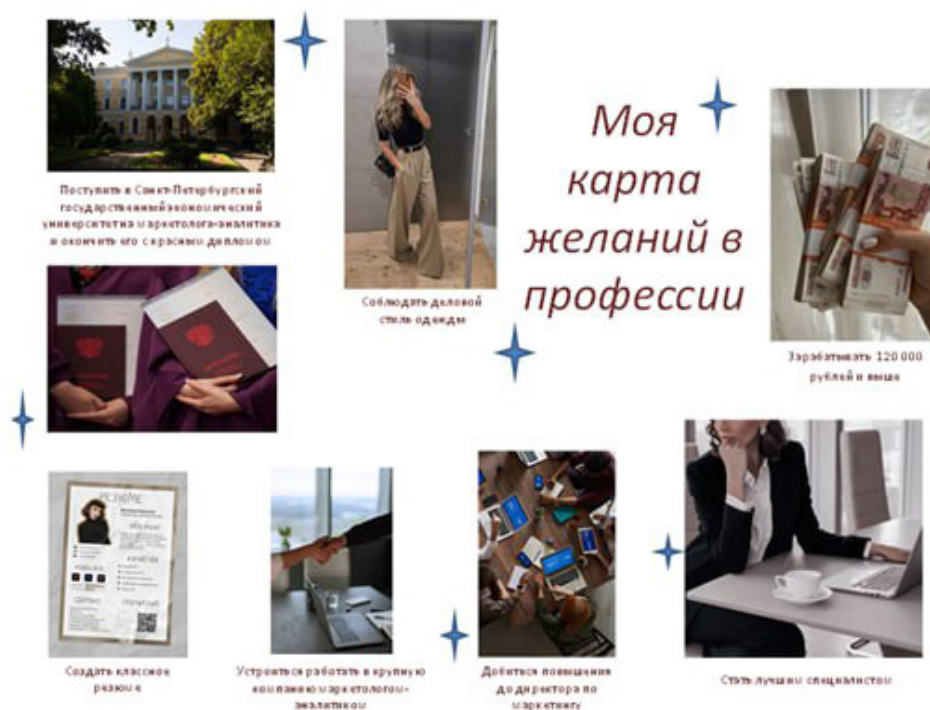 Моя
карта
желаний в
профессии
Поступить в Санкт-Петербургский
государственный экономический
университет на маркетолога-аналитика
и окончить его с красным дипломом
Соблюдать деловой
стиль одежды
Зарабатывать 120 000
рублей и выше
РЕЗЮМЕ
Создать классное
резюме
Устроиться работать в крупную
компанию маркетологом-
аналитиком
Добиться повышения
до директора по
маркетингу
Стать лучшим специалистом